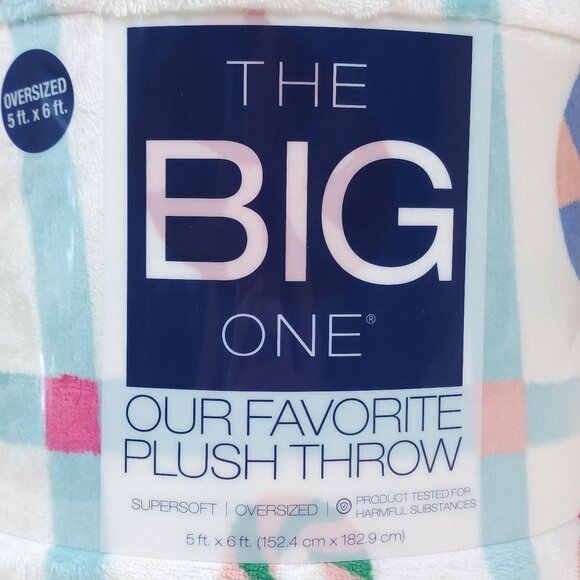 OVERSIZED
5 ft. x 6 ft.
THE
BIG
ONE®
OUR FAVORITE
PLUSH THROW
SUPERSOFT | OVERSIZED | PRODUCT TESTED FOR
HARMFUL SUBSTANCES
5 ft. x 6 ft. (152.4 cm x 182.9 cm)